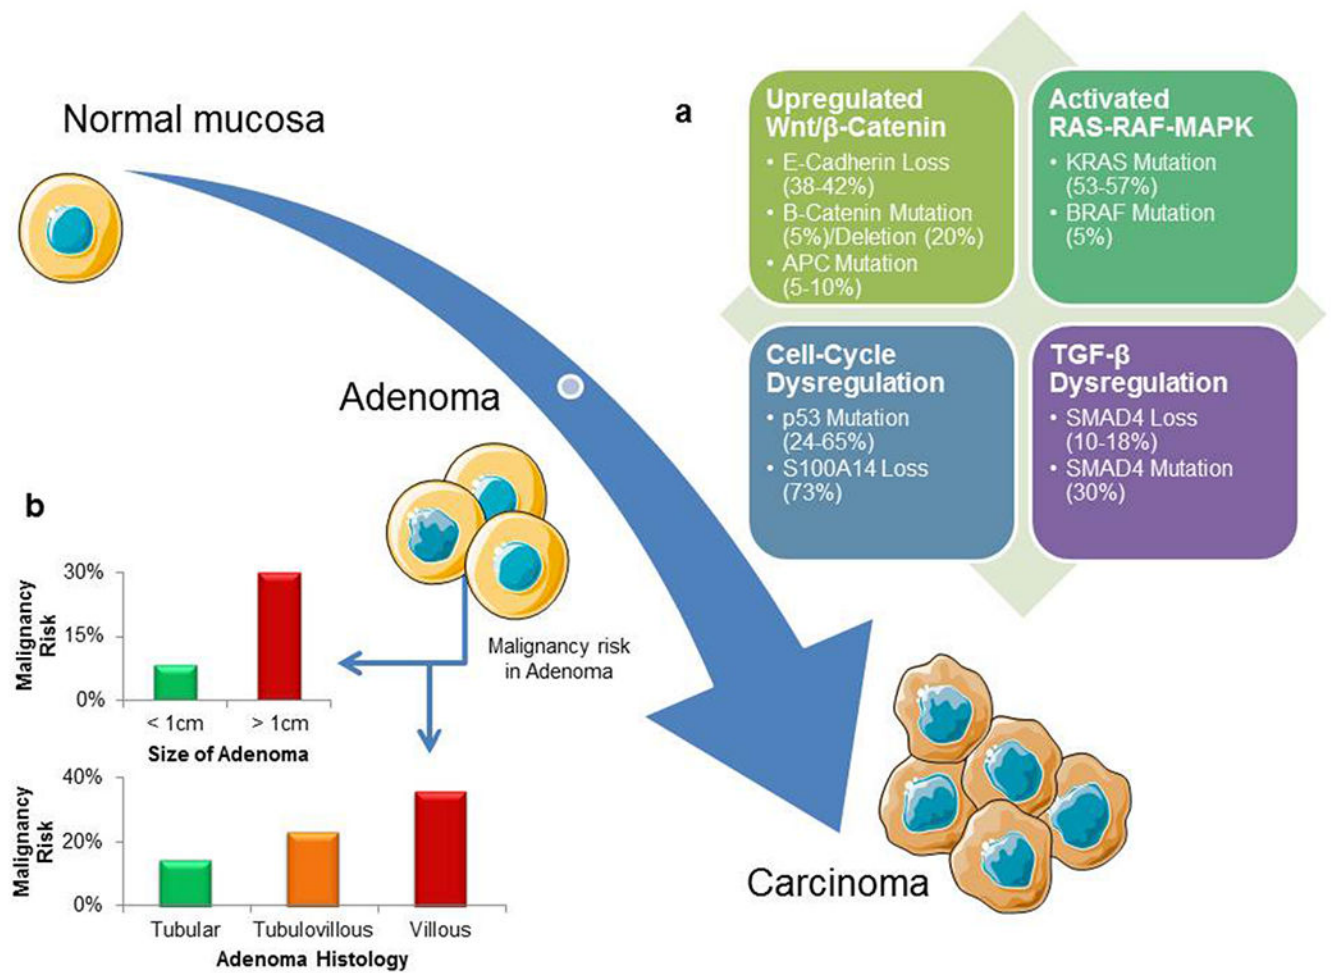 Normal mucosa
a
Upregulated
Wnt/β-Catenin
• E-Cadherin Loss
(38-42%)
• B-Catenin Mutation
(5%)/Deletion (20%)
• APC Mutation
(5-10%)
Activated
RAS-RAF-MAPK
• KRAS Mutation
(53-57%)
• BRAF Mutation
(5%)
Cell-Cycle
Dysregulation
• p53 Mutation
(24-65%)
• S100A14 Loss
(73%)
TGF-β
Dysregulation
• SMAD4 Loss
(10-18%)
• SMAD4 Mutation
(30%)
Adenoma
b
Malignancy
Risk
30%
15%
0%
< 1cm
> 1cm
Size of Adenoma
Malignancy risk
in Adenoma
Malignancy
Risk
40%
20%
0%
Tubular
Tubulovillous
Villous
Adenoma Histology
Carcinoma